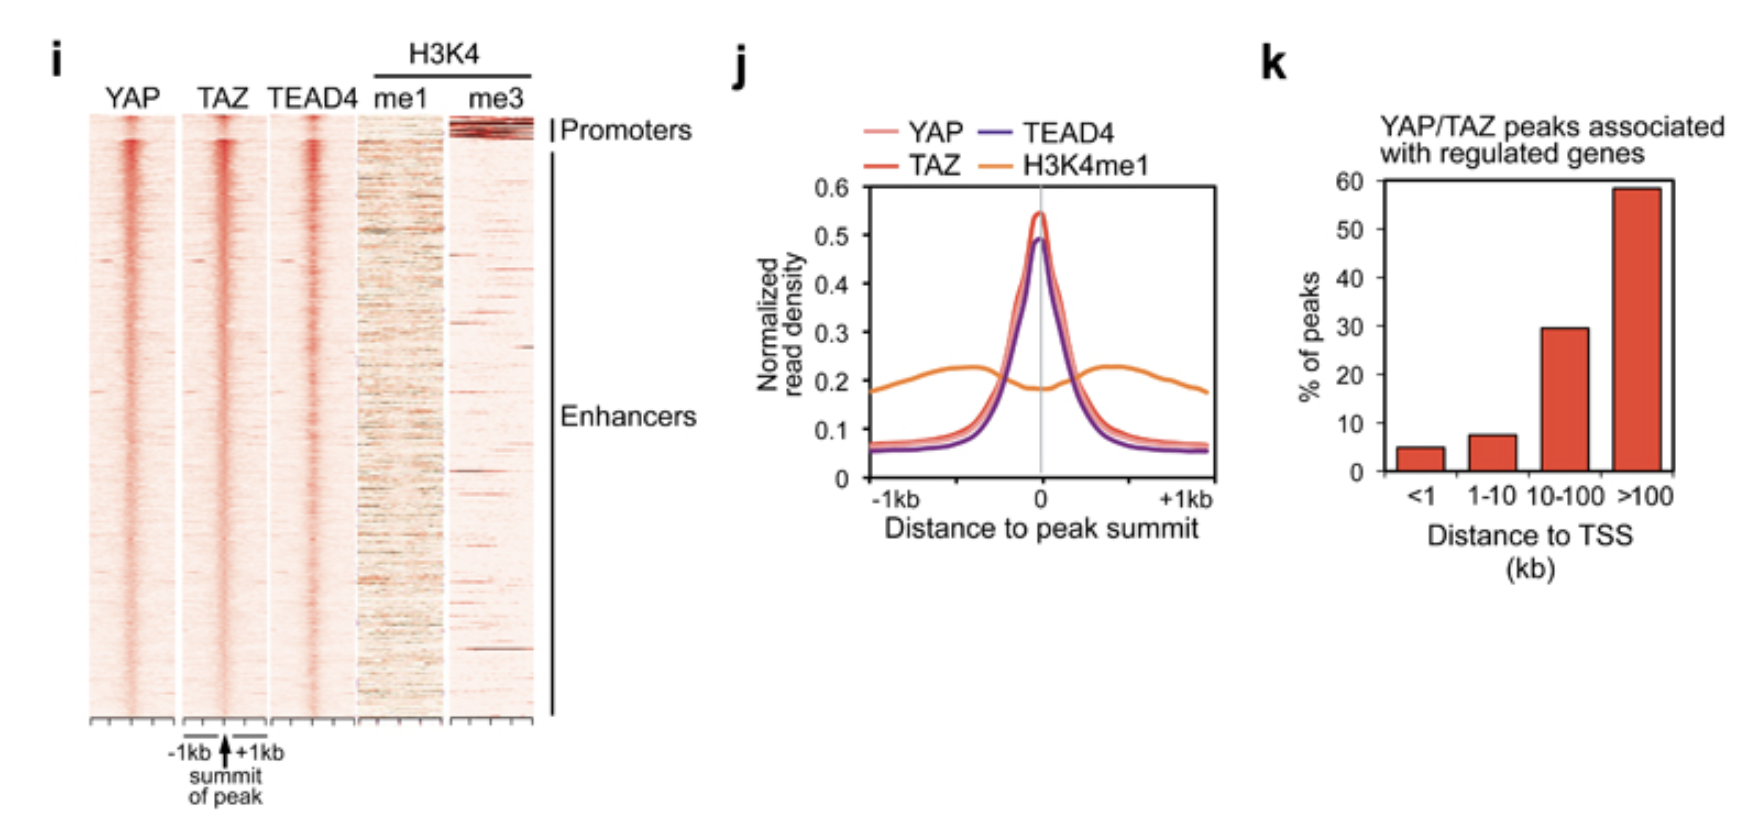 i
H3K4
YAP TAZ TEAD4 me1 me3
Promoters
Enhancers
-1kb +1kb
summit
of peak
j
YAP TEAD4
TAZ H3K4me1
Normalized
read density
0.6
0.5
0.4
0.3
0.2
0.1
0
-1kb 0 +1kb
Distance to peak summit
k
YAP/TAZ peaks associated
with regulated genes
% of peaks
60
50
40
30
20
10
0
<1 1-10 10-100 >100
Distance to TSS
(kb)